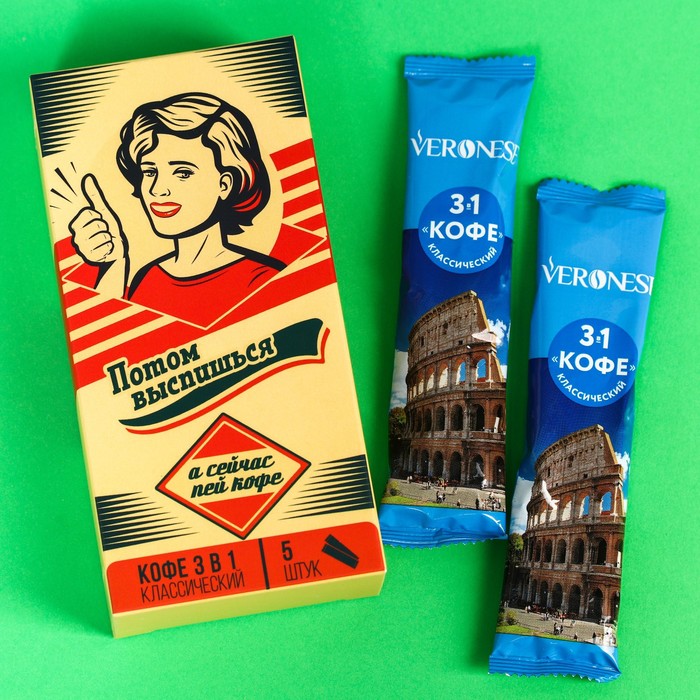 Потом
выспишься
а сейчас
пей кофе
КОФЕ 3 В 1
КЛАССИЧЕСКИЙ
5
ШТУК
VERONESE
3в1
«КОФЕ»
КЛАССИЧЕСКИЙ
VERONESE
3в1
«КОФЕ»
КЛАССИЧЕСКИЙ